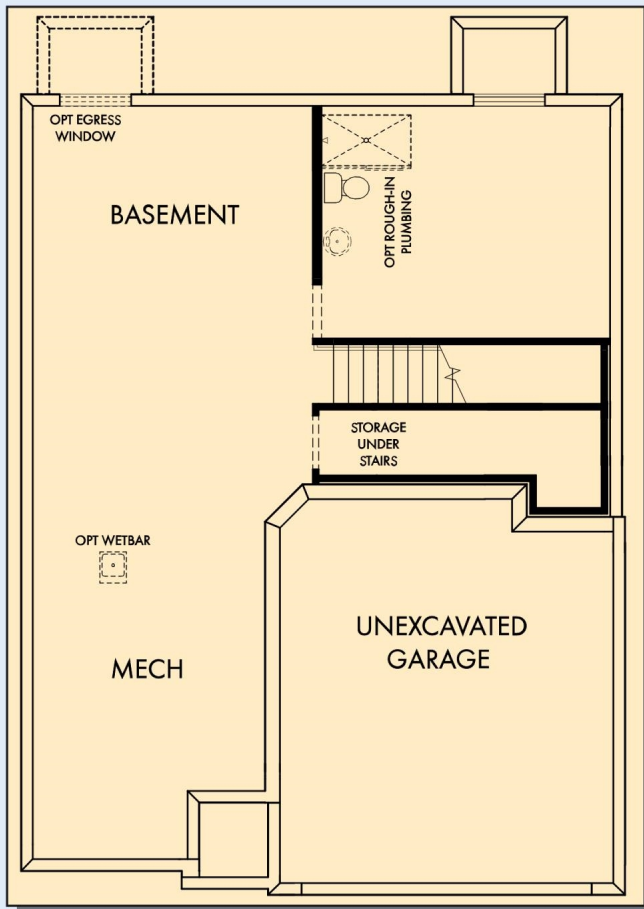 OPT EGRESS
WINDOW
BASEMENT
OPT ROUGH-IN
PLUMBING
STORAGE
UNDER
STAIRS
OPT WETBAR
MECH
UNEXCAVATED
GARAGE